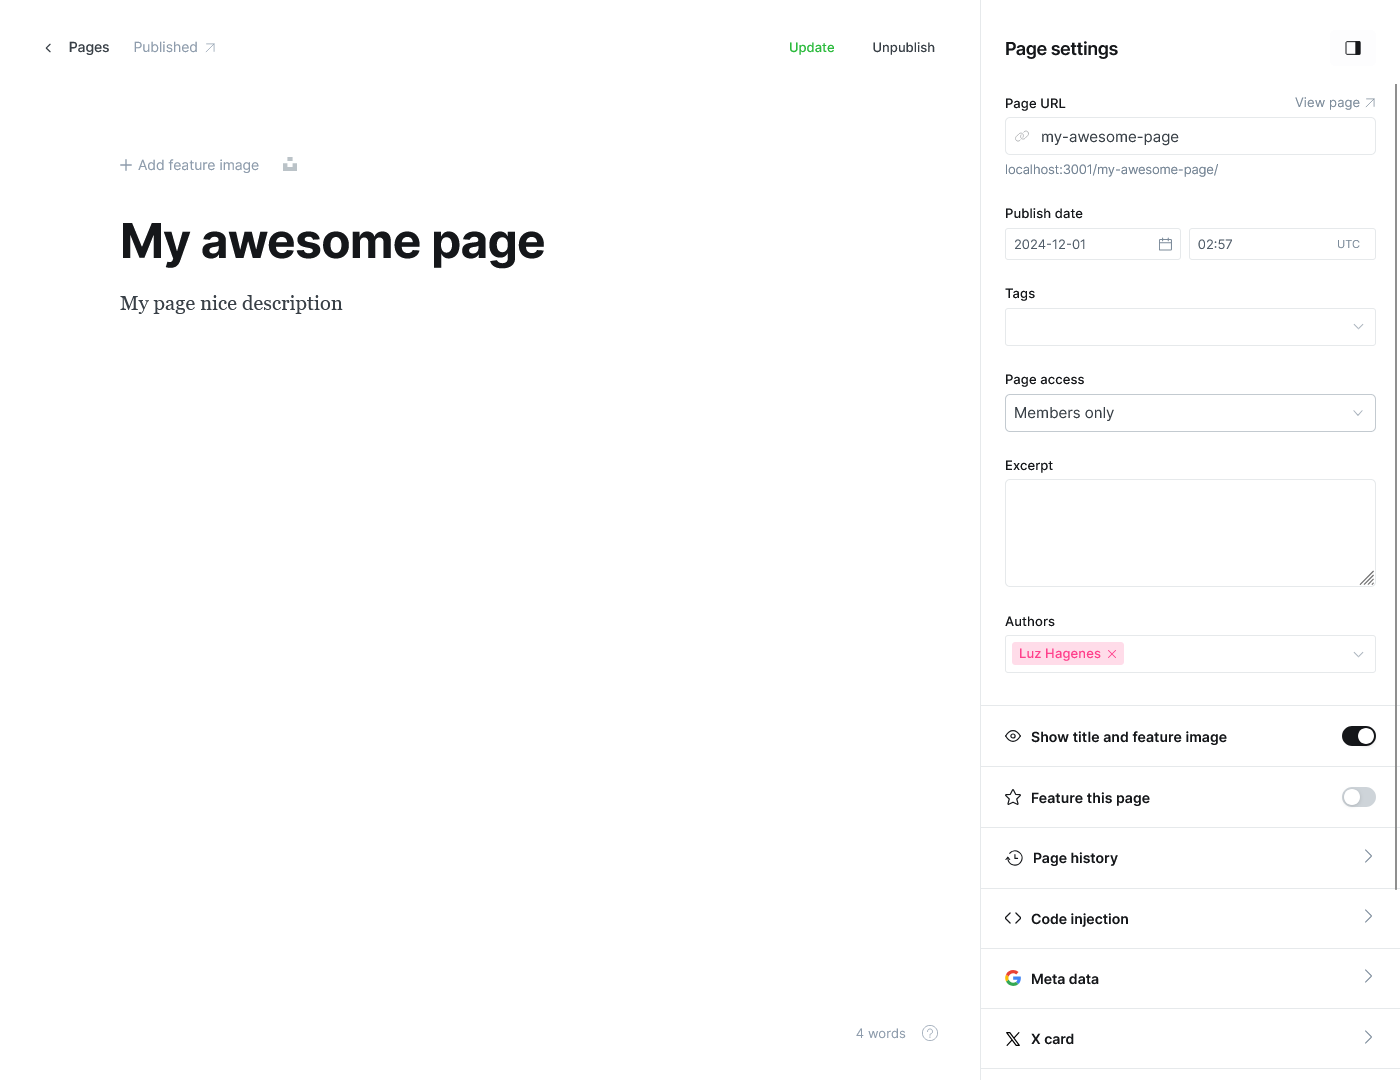 Pages Published
Update Unpublish
Page settings
Add feature image
My awesome page
My page nice description
4 words
Page URL View page
my-awesome-page
localhost:3001/my-awesome-page/
Publish date
2024-12-01 02:57 UTC
Tags
Page access
Members only
Excerpt
Authors
Luz Hagenes
Show title and feature image
Feature this page
Page history
Code injection
Meta data
X card